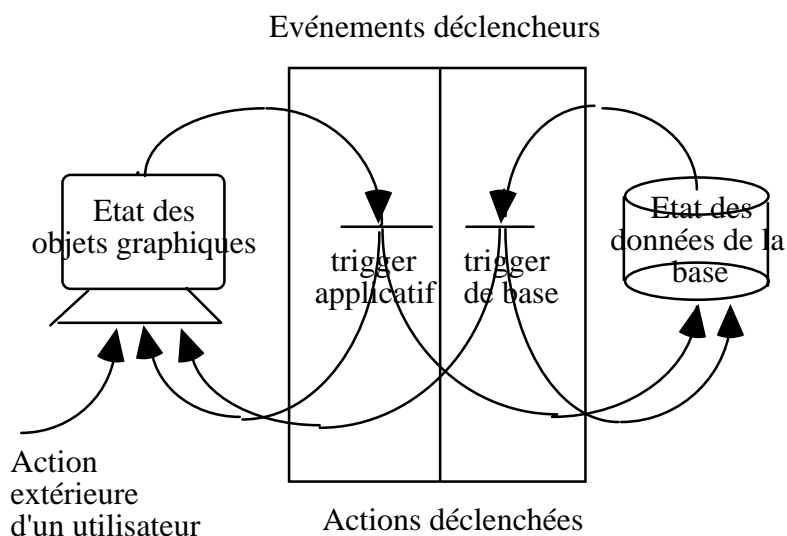 Evénements déclencheurs
Etat des
objets graphiques
trigger
applicatif
trigger
de base
Etat des
données de la
base
Action
extérieure
d'un utilisateur
Actions déclenchées